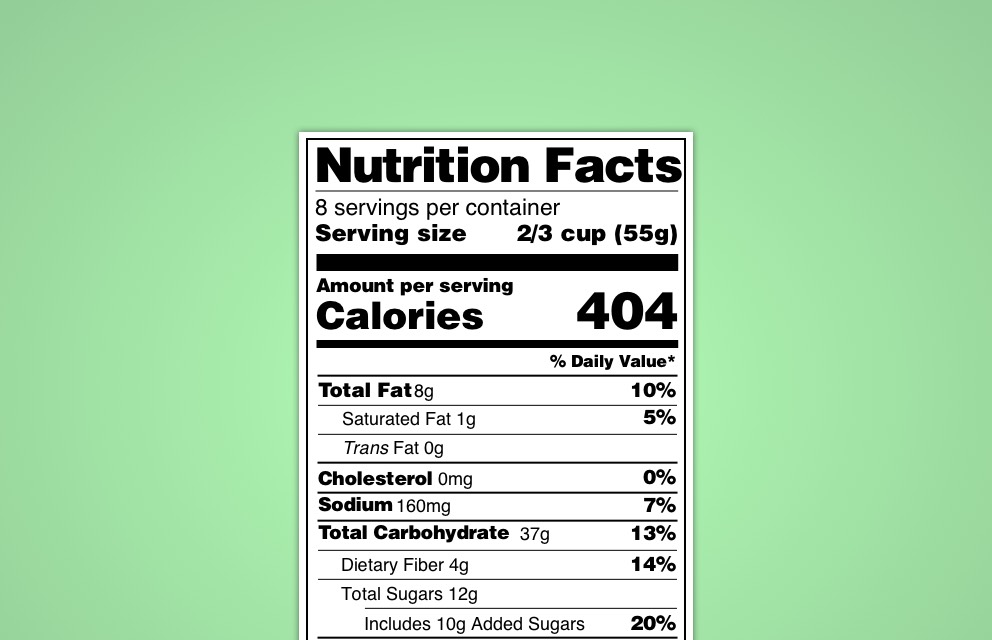 Nutrition Facts
8 servings per container
Serving size 2/3 cup (55g)
Amount per serving
Calories 404
% Daily Value*
Total Fat 8g 10%
Saturated Fat 1g 5%
Trans Fat 0g
Cholesterol 0mg 0%
Sodium 160mg 7%
Total Carbohydrate 37g 13%
Dietary Fiber 4g 14%
Total Sugars 12g
Includes 10g Added Sugars 20%